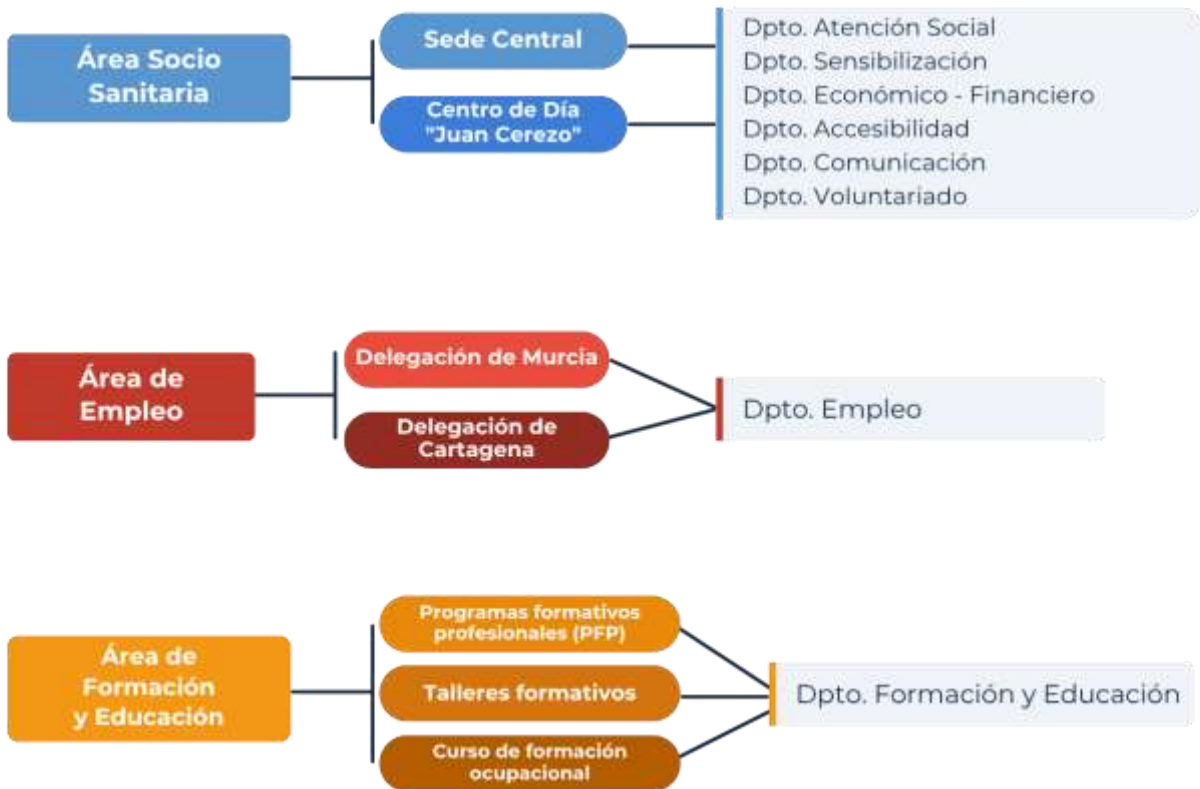 Área Socio
Sanitaria
Sede Central
Centro de Día
"Juan Cerezo"
Dpto. Atención Social
Dpto. Sensibilización
Dpto. Económico - Financiero
Dpto. Accesibilidad
Dpto. Comunicación
Dpto. Voluntariado
Área de
Empleo
Delegación de Murcia
Delegación de
Cartagena
Dpto. Empleo
Área de
Formación
y Educación
Programas formativos
profesionales (PFP)
Talleres formativos
Curso de formación
ocupacional
Dpto. Formación y Educación